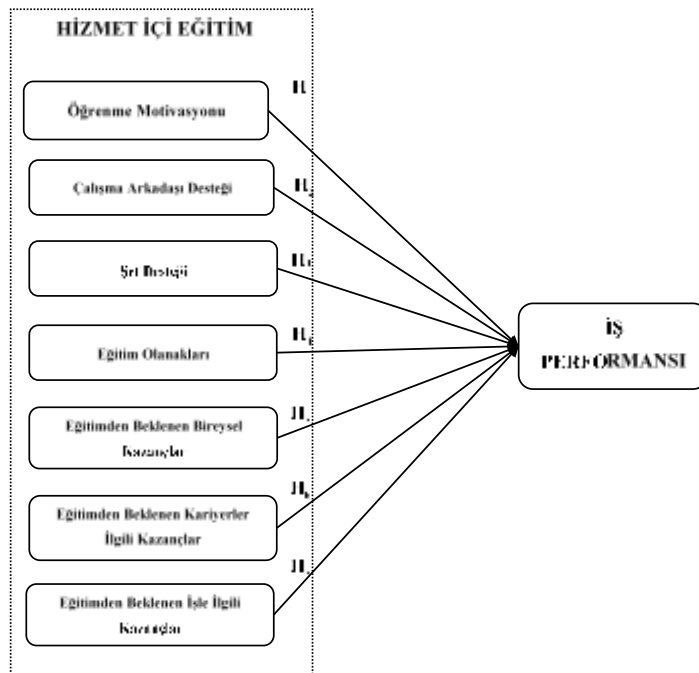 HİZMET İÇİ EĞİTİM
Öğrenme Motivasyonu
Çalışma Arkadaşı Desteği
Şef Desteği
Eğitim Olanakları
Eğitimden Beklenen Bireysel
Kazançlar
Eğitimden Beklenen Kariyerler
İlgili Kazançlar
Eğitimden Beklenen İşle İlgili
Kazançlar
İŞ
PERFORMANSI